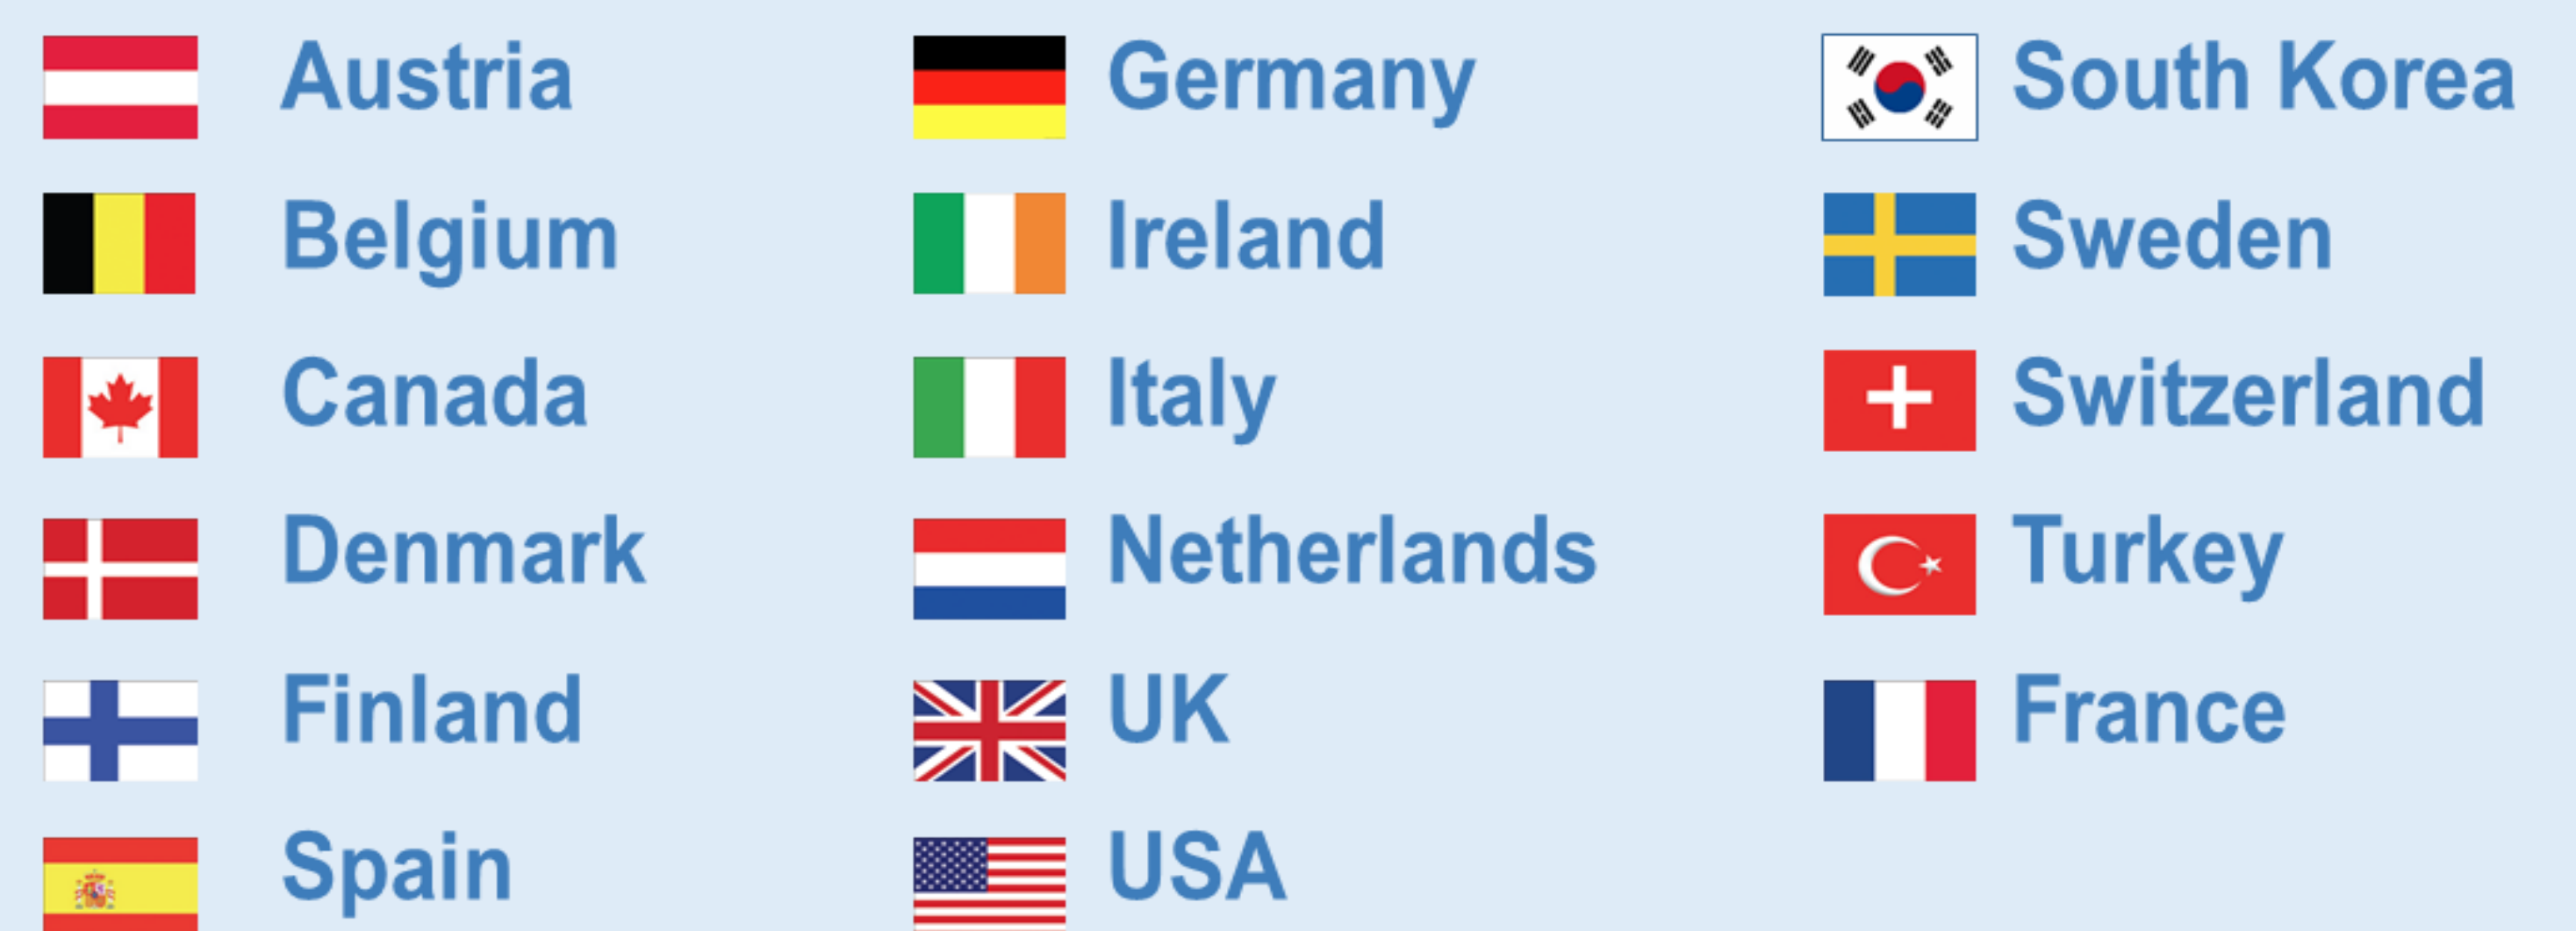 Austria
Belgium
Canada
Denmark
Finland
Spain
Germany
Ireland
Italy
Netherlands
UK
USA
South Korea
Sweden
Switzerland
Turkey
France